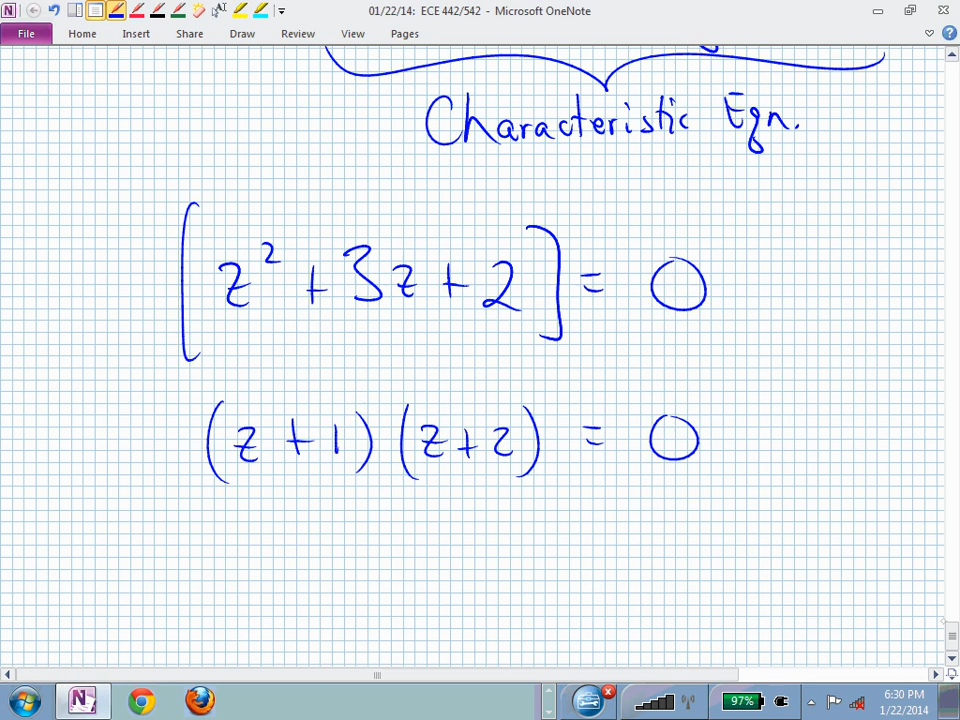 01/22/14: ECE 442/542 - Microsoft OneNote
File Home Insert Share Draw Review View Pages
Characteristic Eqn.
[z² + 3z + 2] = 0
(z + 1) (z + 2) = 0
97%
6:30 PM
1/22/2014